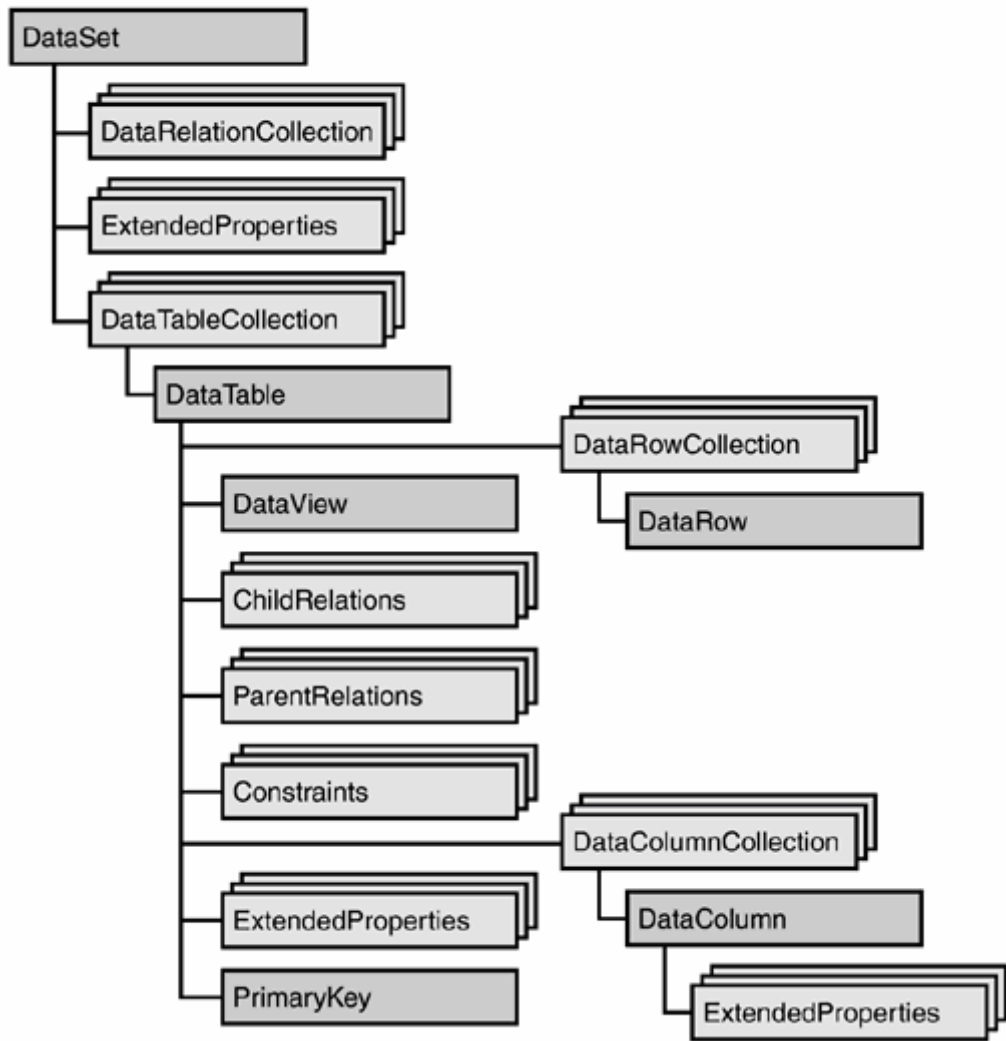 DataSet
DataRelationCollection
ExtendedProperties
DataTableCollection
DataTable
DataRowCollection
DataView
DataRow
ChildRelations
ParentRelations
Constraints
DataColumnCollection
ExtendedProperties
DataColumn
PrimaryKey
ExtendedProperties